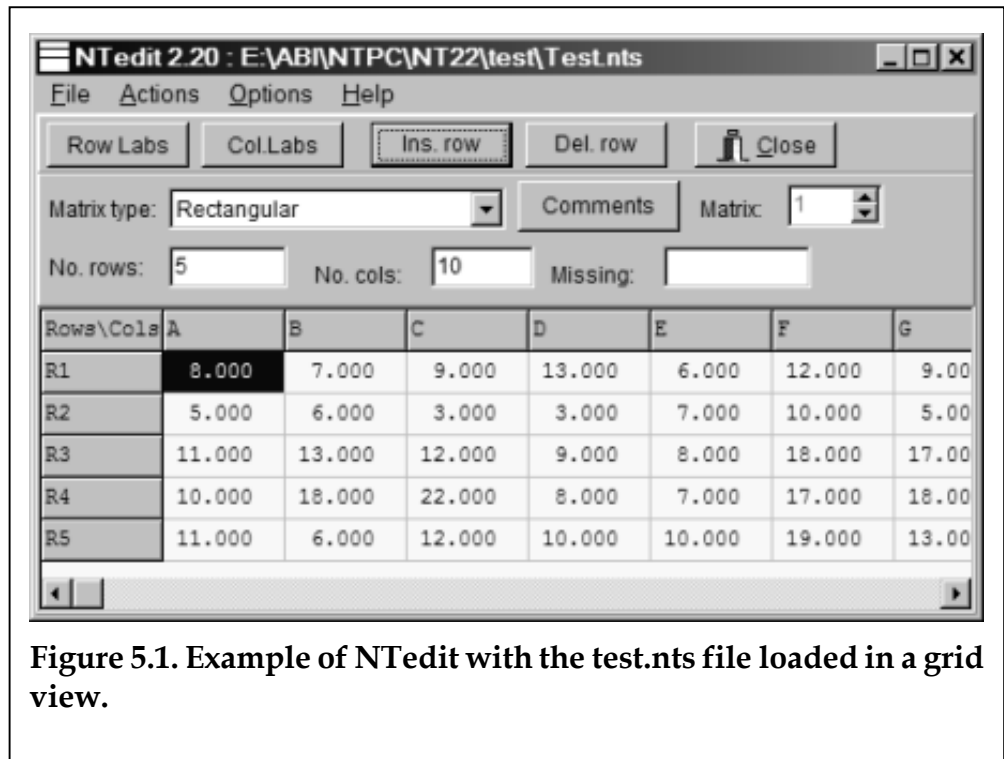 NTedit 2.20 : E:\ABI\NTPC\NT22\test\Test.nts
File Actions Options Help
Row Labs Col.Labs Ins. row Del. row Close
Matrix type: Rectangular Comments Matrix: 1
No. rows: 5 No. cols: 10 Missing:
Rows\Cols A B C D E F G
R1 8.000 7.000 9.000 13.000 6.000 12.000 9.00
R2 5.000 6.000 3.000 3.000 7.000 10.000 5.00
R3 11.000 13.000 12.000 9.000 8.000 18.000 17.00
R4 10.000 18.000 22.000 8.000 7.000 17.000 18.00
R5 11.000 6.000 12.000 10.000 10.000 19.000 13.00
Figure 5.1. Example of NTedit with the test.nts file loaded in a grid
view.